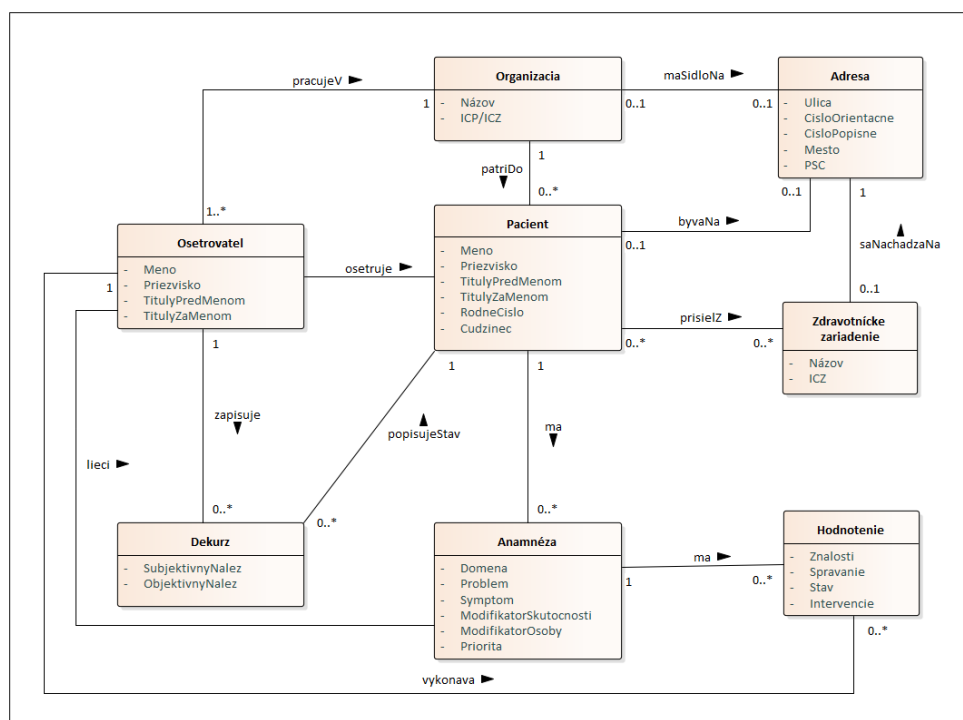 Organizacia
- Názov
- ICP/ICZ
Adresa
- Ulica
- CisloOrientacne
- CisloPopisne
- Mesto
- PSC
pracujeV
1
1..*
maSidloNa
0..1
0..1
patriDo
1
0..*
Osetrovatel
- Meno
- Priezvisko
- TitulyPredMenom
- TitulyZaMenom
1
1
osetruje
Pacient
- Meno
- Priezvisko
- TitulyPredMenom
- TitulyZaMenom
- RodneCislo
- Cudzinec
byvaNa
0..1
0..1
1
saNachadzaNa
0..1
prisielZ
0..*
0..*
Zdravotnícke
zariadenie
- Názov
- ICZ
zapisuje
0..*
popisujeStav
1
0..*
1
ma
0..*
lieci
Dekurz
- SubjektivnyNalez
- ObjektivnyNalez
Anamnéza
- Domena
- Problem
- Symptom
- ModifikatorSkutocnosti
- ModifikatorOsoby
- Priorita
ma
1
0..*
Hodnotenie
- Znalosti
- Spravanie
- Stav
- Intervencie
0..*
vykonava